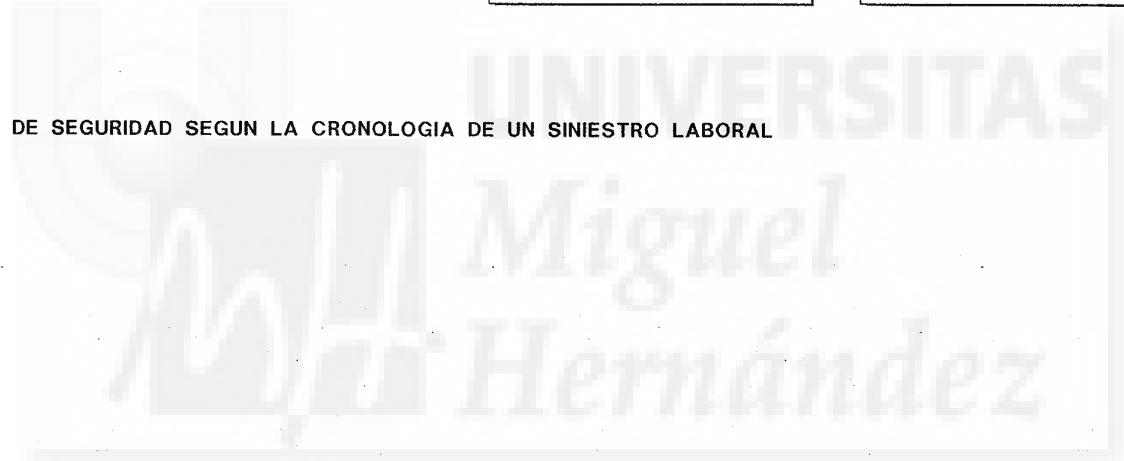 DE SEGURIDAD SEGUN LA CRONOLOGIA DE UN SINIESTRO LABORAL
UNIVERSITAS
Miguel
Hernández